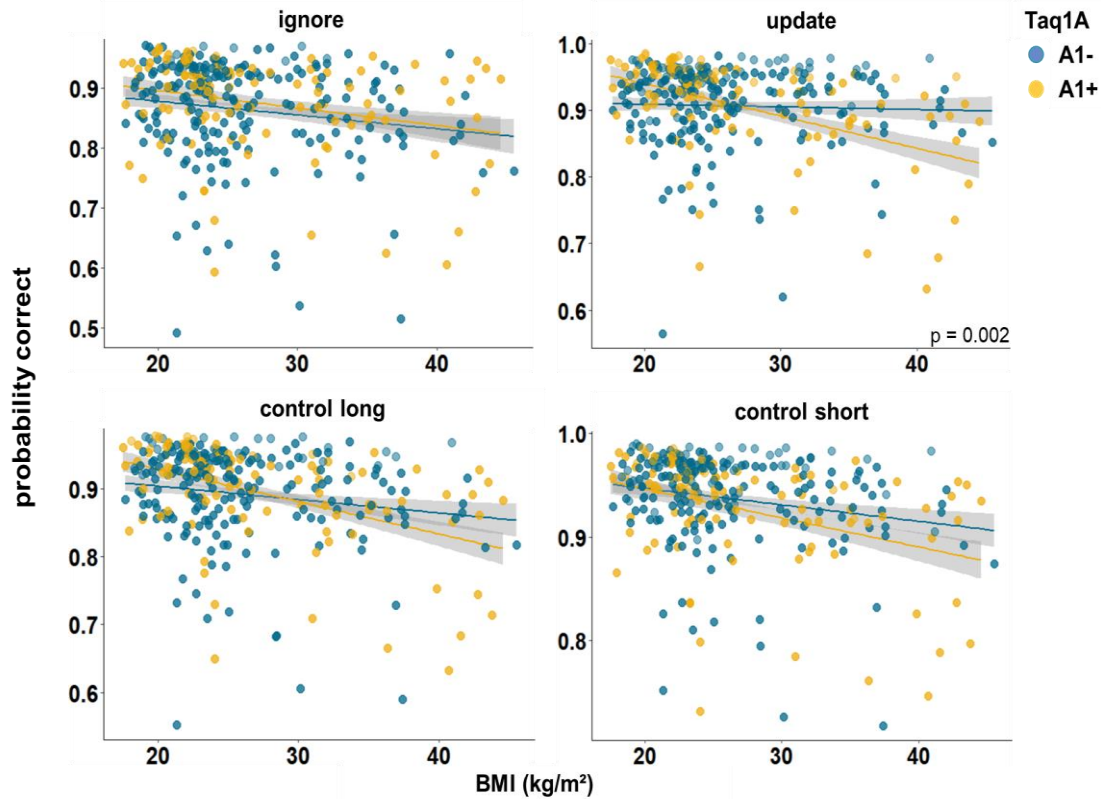 ignore
update
Taq1A
A1-
A1+
probability correct
0.9
0.8
0.7
0.6
0.5
20 30 40
1.0
0.9
0.8
0.7
0.6
p = 0.002
20 30 40
control long
control short
0.9
0.8
0.7
0.6
20 30 40
1.0
0.9
0.8
20 30 40
BMI (kg/m²)